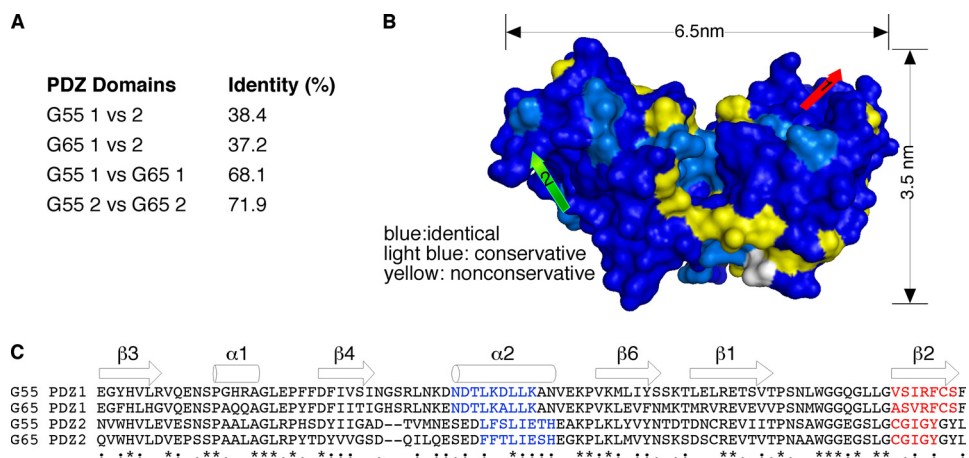 A
PDZ Domains Identity (%)
G55 1 vs 2 38.4
G65 1 vs 2 37.2
G55 1 vs G65 1 68.1
G55 2 vs G65 2 71.9
B
6.5nm
3.5 nm
1
2
blue:identical
light blue: conservative
yellow: nonconservative
C
β3 α1 β4 α2 β6 β1 β2
G55 PDZ1 EGYHVLRVQENSPGHRAGLEPFFDFIVSINGSRLNKDNDTLKDLLKANVEKPVKMLIYSSKTLELRETSVTPSNLWGGQGLLGVSIRFCSF
G65 PDZ1 EGFHLHGVQENSPAQQAGLEPYFDFIITIGHSRLNKENDTLKALLKANVEKPVKLEVFNMKTMRVREVEVVPSNMWGGQGLLGASVRFCSF
G55 PDZ2 NVWHVLEVESNSPAALAGLRPHSDYIIGAD--TVMNESEDLFSLIETHEAKPLKLYVYNTDTDNCREVIITPNSAWGGEGSLGCGIGYGYL
G65 PDZ2 QVWHVLDVEPSSPAALAGLRPYTDYVVGSD--QILQESEDFFTLIESHEGKPLKLMVYNSKSDSCREVTVTPNAAWGGEGSLGCGIGYGYL